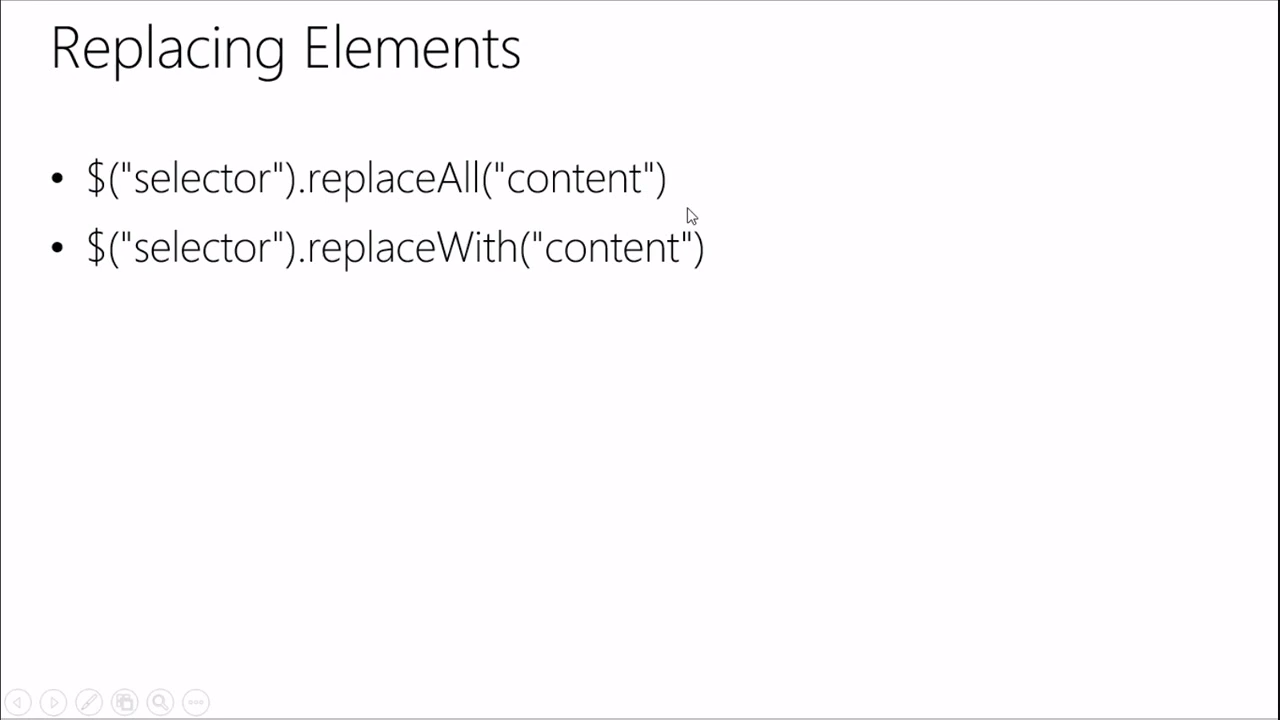 Replacing Elements
• $("selector").replaceAll("content")
• $("selector").replaceWith("content")